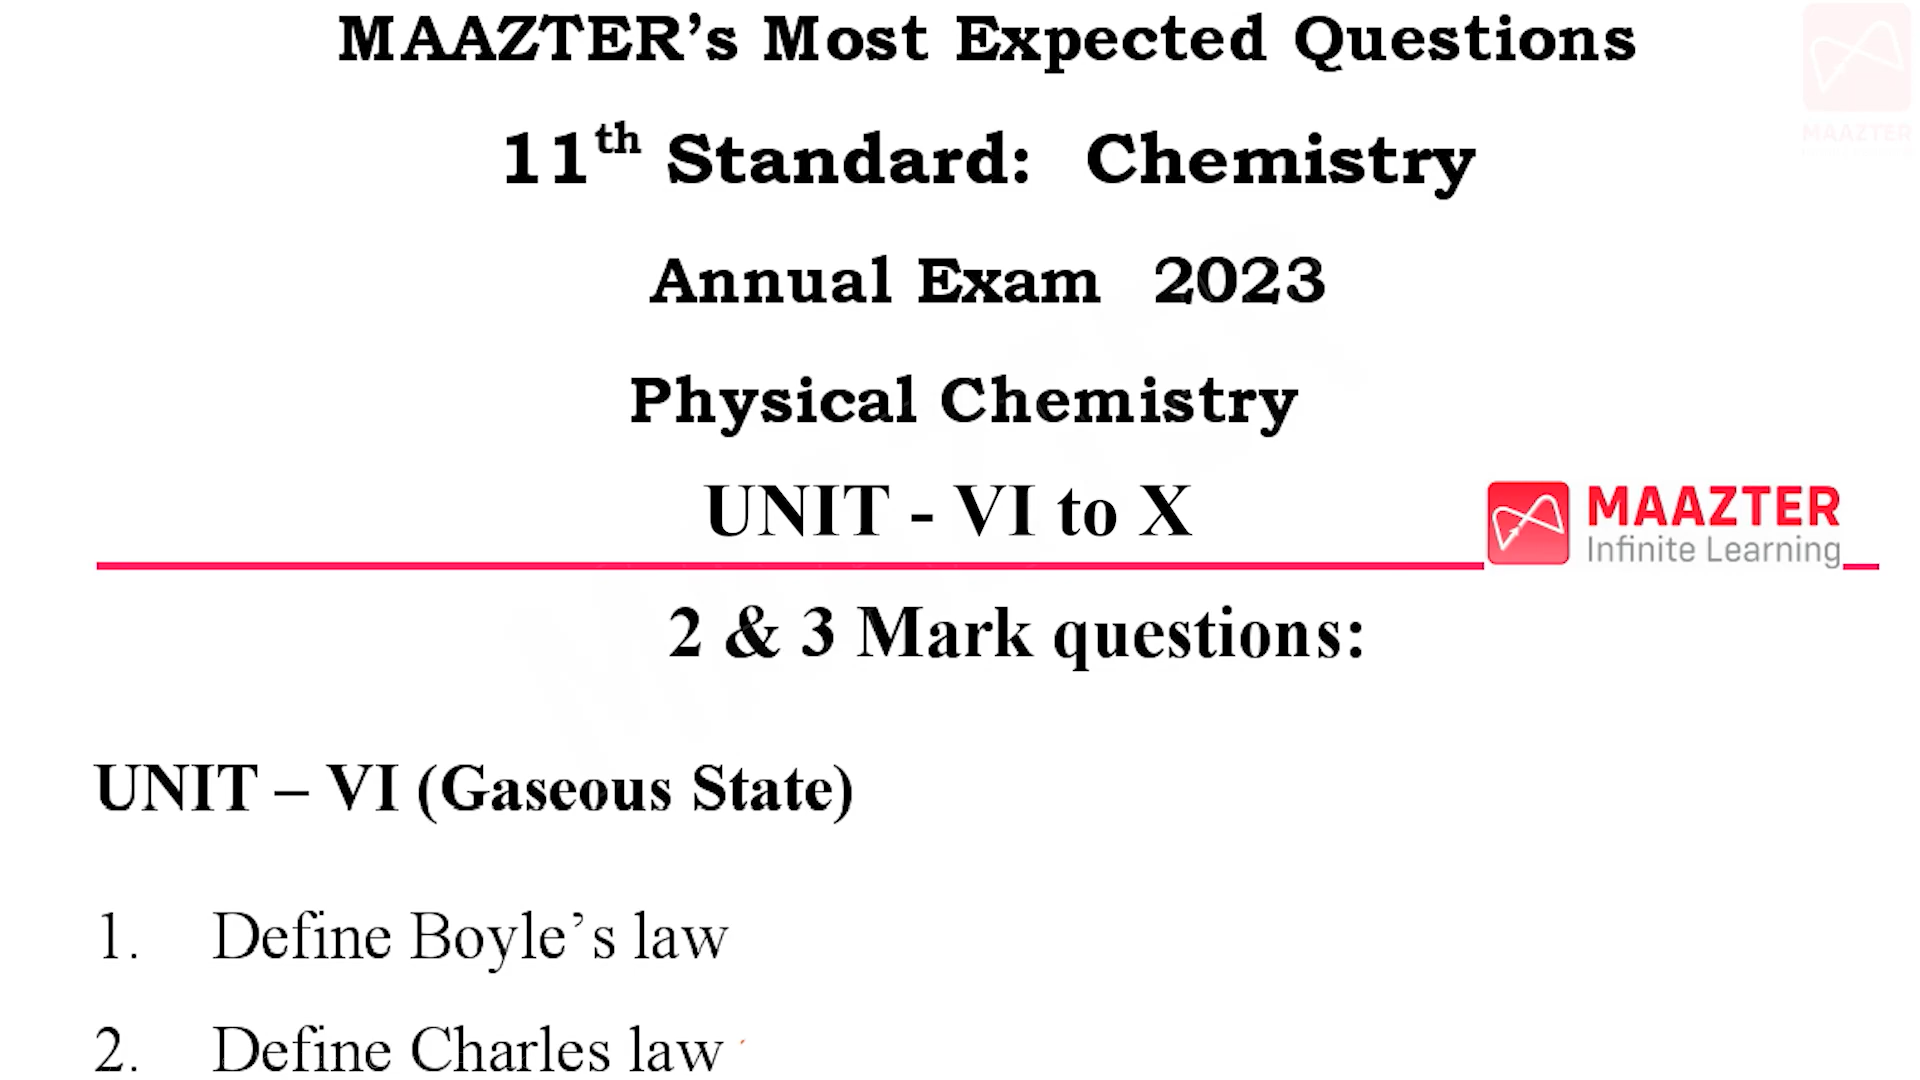 MAAZTER’s Most Expected Questions
11th Standard: Chemistry
Annual Exam 2023
Physical Chemistry
UNIT - VI to X
MAAZTER
Infinite Learning
2 & 3 Mark questions:
UNIT – VI (Gaseous State)
1. Define Boyle’s law
2. Define Charles law
MAAZTER